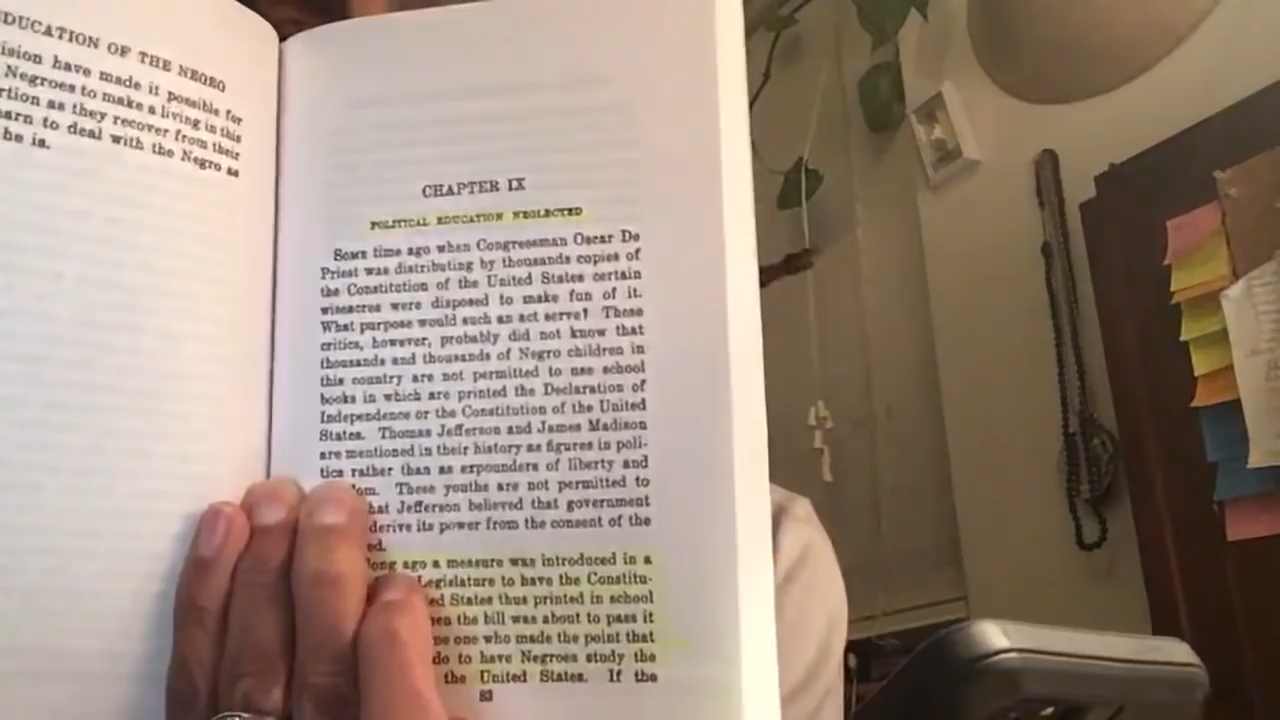 EDUCATION OF THE NEGRO
ision have made it possible for
Negroes to make a living in this
rtion as they recover from their
arn to deal with the Negro as
he is.
CHAPTER IX
POLITICAL EDUCATION NEGLECTED
Some time ago when Congressman Oscar De
Priest was distributing by thousands copies of
the Constitution of the United States certain
wiseacres were disposed to make fun of it.
What purpose would such an act serve? These
critics, however, probably did not know that
thousands and thousands of Negro children in
this country are not permitted to use school
books in which are printed the Declaration of
Independence or the Constitution of the United
States. Thomas Jefferson and James Madison
are mentioned in their history as figures in poli-
tics rather than as expounders of liberty and
dom. These youths are not permitted to
hat Jefferson believed that government
derive its power from the consent of the
ed.
long ago a measure was introduced in a
Legislature to have the Constitu-
ed States thus printed in school
en the bill was about to pass it
ne one who made the point that
do to have Negroes study the
the United States. If the
83